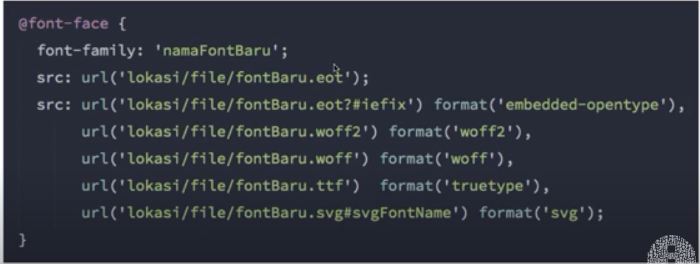 @font-face {
font-family: 'namaFontBaru';
src: url('lokasi/file/fontBaru.eot');
src: url('lokasi/file/fontBaru.eot?#iefix') format('embedded-opentype'),
url('lokasi/file/fontBaru.woff2') format('woff2'),
url('lokasi/file/fontBaru.woff') format('woff'),
url('lokasi/file/fontBaru.ttf') format('truetype'),
url('lokasi/file/fontBaru.svg#svgFontName') format('svg');
}